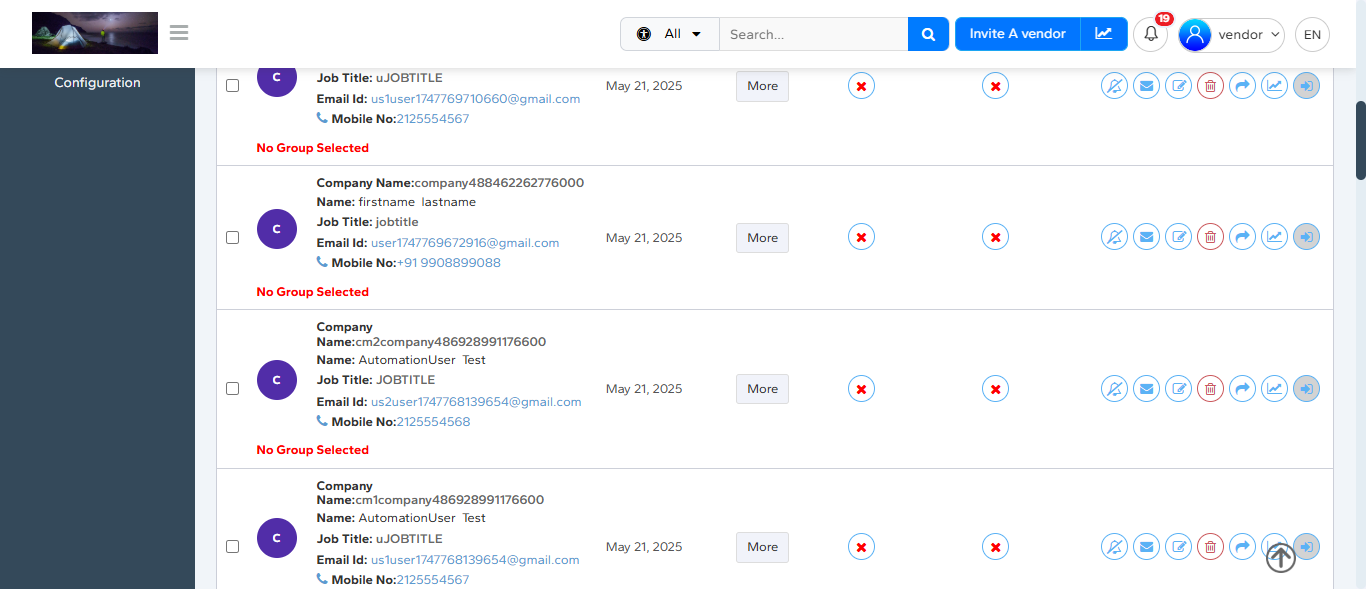 All
Search...
Invite A vendor
19
vendor
EN
Configuration
C
Job Title: uJOBTITLE
Email Id: us1user1747769710660@gmail.com
Mobile No:2125554567
May 21, 2025
More
No Group Selected
C
Company Name:company488462262776000
Name: firstname lastname
Job Title: jobtitle
Email Id: user1747769672916@gmail.com
Mobile No:+91 9908899088
May 21, 2025
More
No Group Selected
C
Company
Name:cm2company486928991176600
Name: AutomationUser Test
Job Title: JOBTITLE
Email Id: us2user1747768139654@gmail.com
Mobile No:2125554568
May 21, 2025
More
No Group Selected
C
Company
Name:cm1company486928991176600
Name: AutomationUser Test
Job Title: uJOBTITLE
Email Id: us1user1747768139654@gmail.com
Mobile No:2125554567
May 21, 2025
More